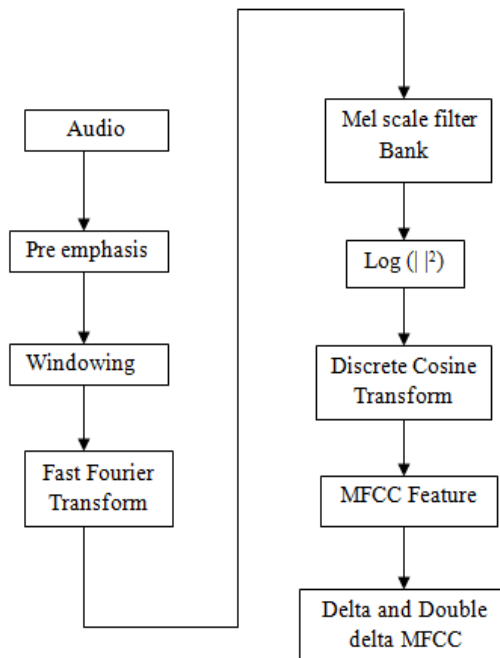 Audio
Pre emphasis
Windowing
Fast Fourier
Transform
Mel scale filter
Bank
Log (| |²)
Discrete Cosine
Transform
MFCC Feature
Delta and Double
delta MFCC